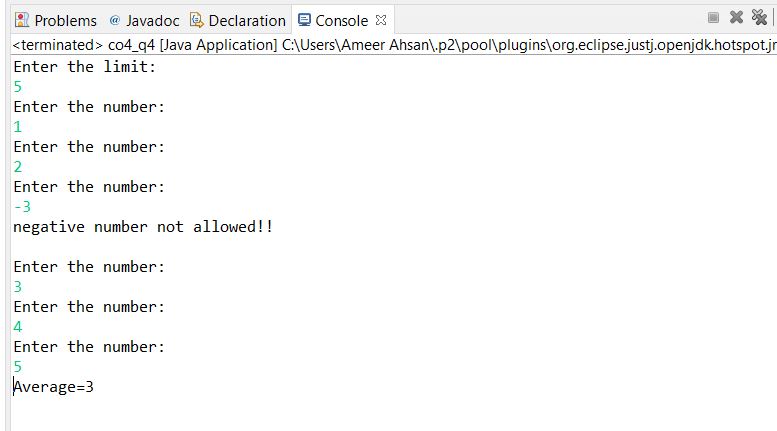 Problems @ Javadoc Declaration Console
<terminated> co4_q4 [Java Application] C:\Users\Ameer Ahsan\.p2\pool\plugins\org.eclipse.justj.openjdk.hotspot.jr
Enter the limit:
5
Enter the number:
1
Enter the number:
2
Enter the number:
-3
negative number not allowed!!
Enter the number:
3
Enter the number:
4
Enter the number:
5
Average=3